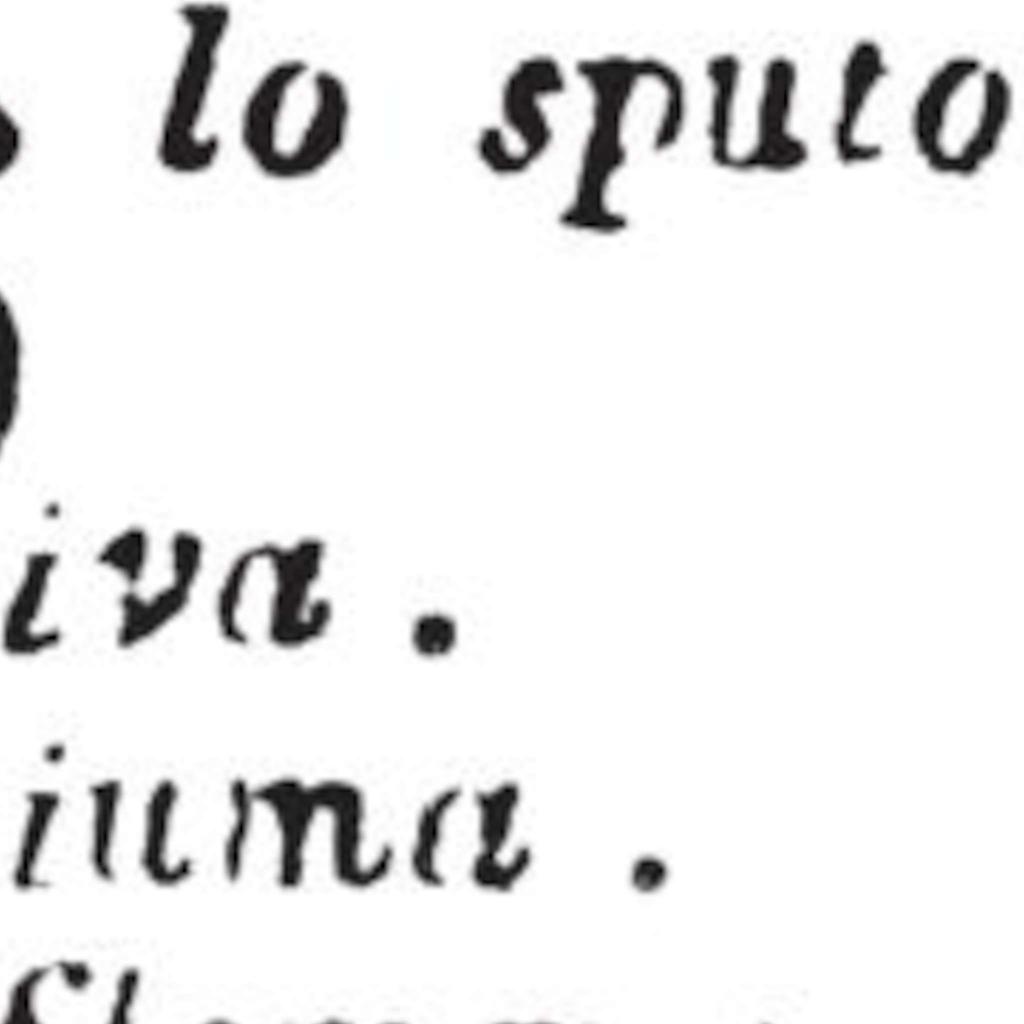 lo sputo
iva .
iuma .